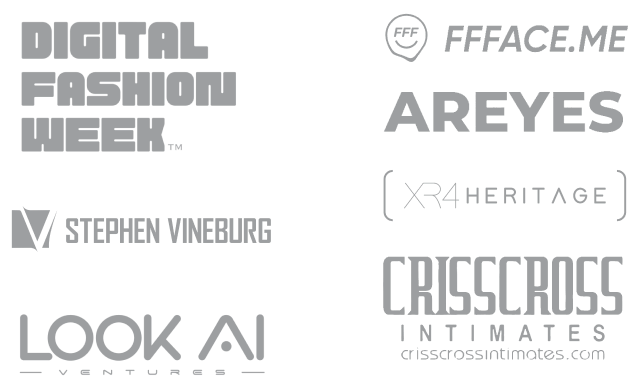 DIGITAL
FASHION
WEEK™
STEPHEN VINEBURG
LOOK AI
VENTURES
FFF
FFFACE.ME
AREYES
XR4HERITAGE
CRISSCROSS
INTIMATES
crisscrossintimates.com